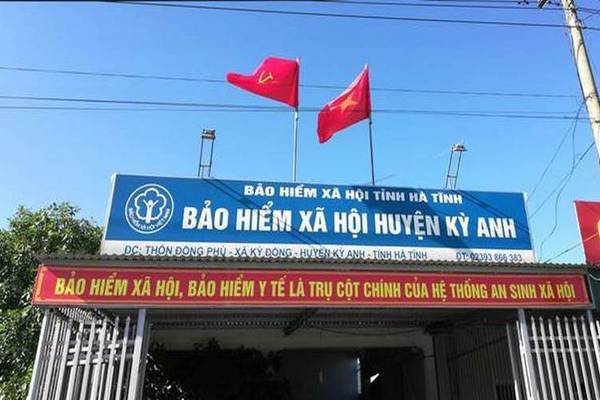 BẢO HIỂM XÃ HỘI TỈNH HÀ TĨNH
BẢO HIỂM XÃ HỘI HUYỆN KỲ ANH
ĐC: THÔN ĐỒNG PHÚ - XÃ KỲ ĐỒNG - HUYỆN KỲ ANH - TỈNH HÀ TĨNH ĐT: 02393 866 383
BẢO HIỂM XÃ HỘI, BẢO HIỂM Y TẾ LÀ TRỤ CỘT CHÍNH CỦA HỆ THỐNG AN SINH XÃ HỘI